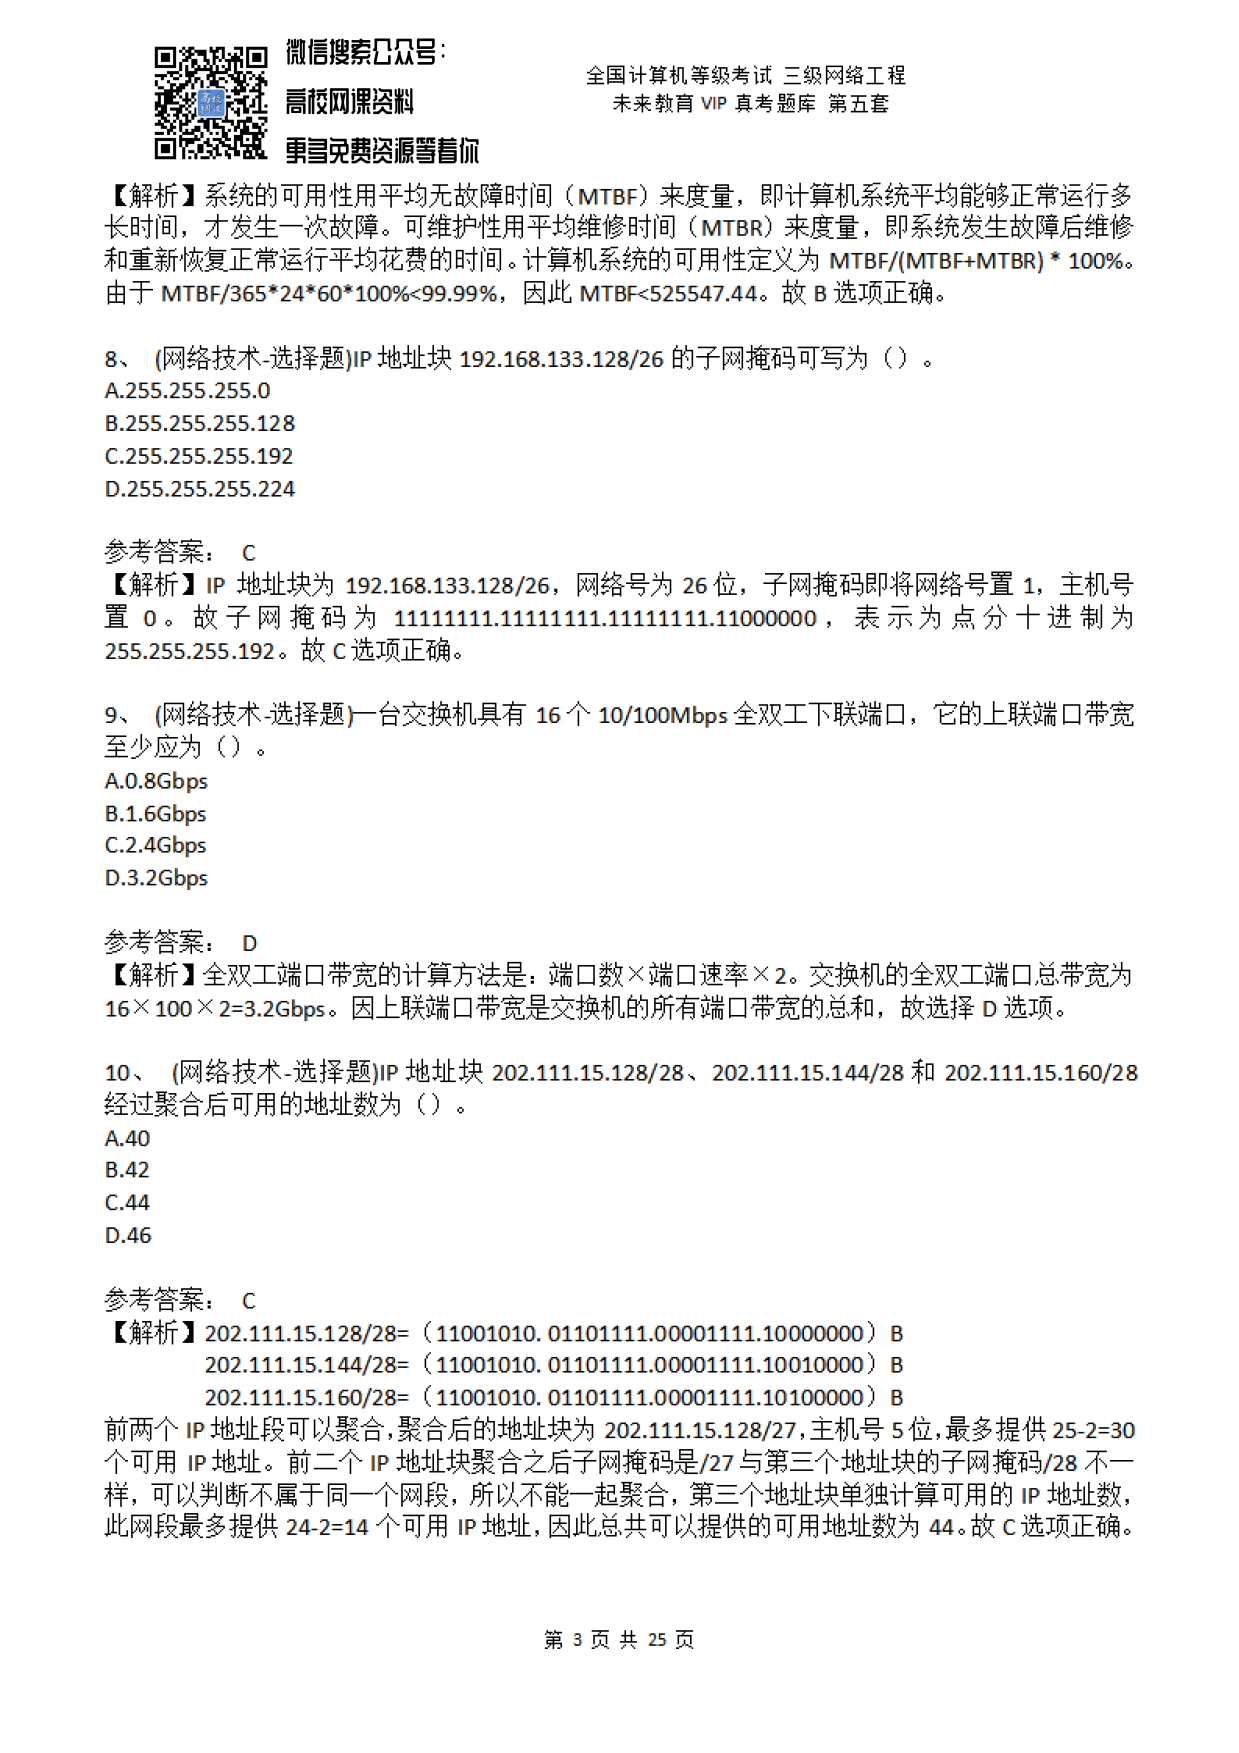 微信搜索公众号：
高校网课资料
更多免费资源等着你
全国计算机等级考试 三级网络工程
未来教育 VIP 真考题库 第五套
【解析】系统的可用性用平均无故障时间（MTBF）来度量，即计算机系统平均能够正常运行多
长时间，才发生一次故障。可维护性用平均维修时间（MTBR）来度量，即系统发生故障后维修
和重新恢复正常运行平均花费的时间。计算机系统的可用性定义为 MTBF/(MTBF+MTBR) * 100%。
由于 MTBF/365*24*60*100%<99.99%，因此 MTBF<525547.44。故 B 选项正确。
8、 (网络技术-选择题)IP 地址块 192.168.133.128/26 的子网掩码可写为（）。
A.255.255.255.0
B.255.255.255.128
C.255.255.255.192
D.255.255.255.224
参考答案： C
【解析】IP 地址块为 192.168.133.128/26，网络号为 26 位，子网掩码即将网络号置 1，主机号
置 0。故子网掩码为 11111111.11111111.11111111.11000000，表示为点分十进制为
255.255.255.192。故 C 选项正确。
9、 (网络技术-选择题)一台交换机具有 16 个 10/100Mbps 全双工下联端口，它的上联端口带宽
至少应为（）。
A.0.8Gbps
B.1.6Gbps
C.2.4Gbps
D.3.2Gbps
参考答案： D
【解析】全双工端口带宽的计算方法是：端口数×端口速率×2。交换机的全双工端口总带宽为
16×100×2=3.2Gbps。因上联端口带宽是交换机的所有端口带宽的总和，故选择 D 选项。
10、 (网络技术-选择题)IP 地址块 202.111.15.128/28、202.111.15.144/28 和 202.111.15.160/28
经过聚合后可用的地址数为（）。
A.40
B.42
C.44
D.46
参考答案： C
【解析】202.111.15.128/28=（11001010. 01101111.00001111.10000000）B
202.111.15.144/28=（11001010. 01101111.00001111.10010000）B
202.111.15.160/28=（11001010. 01101111.00001111.10100000）B
前两个 IP 地址段可以聚合，聚合后的地址块为 202.111.15.128/27，主机号 5 位，最多提供 25-2=30
个可用 IP 地址。前二个 IP 地址块聚合之后子网掩码是/27 与第三个地址块的子网掩码/28 不一
样，可以判断不属于同一个网段，所以不能一起聚合，第三个地址块单独计算可用的 IP 地址数，
此网段最多提供 24-2=14 个可用 IP 地址，因此总共可以提供的可用地址数为 44。故 C 选项正确。
第 3 页 共 25 页